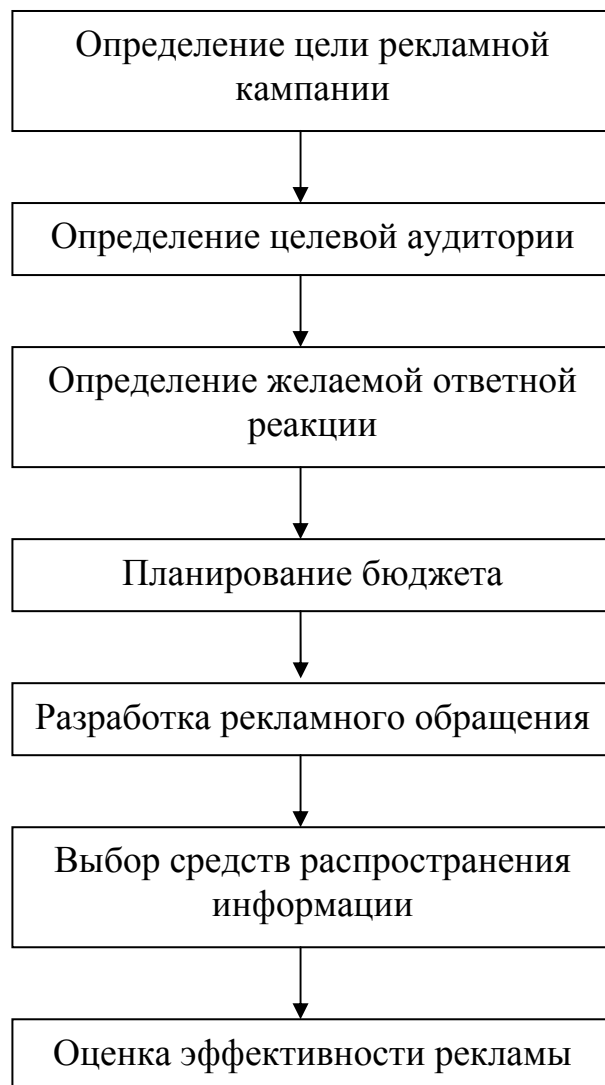 Определение цели рекламной
кампании
Определение целевой аудитории
Определение желаемой ответной
реакции
Планирование бюджета
Разработка рекламного обращения
Выбор средств распространения
информации
Оценка эффективности рекламы